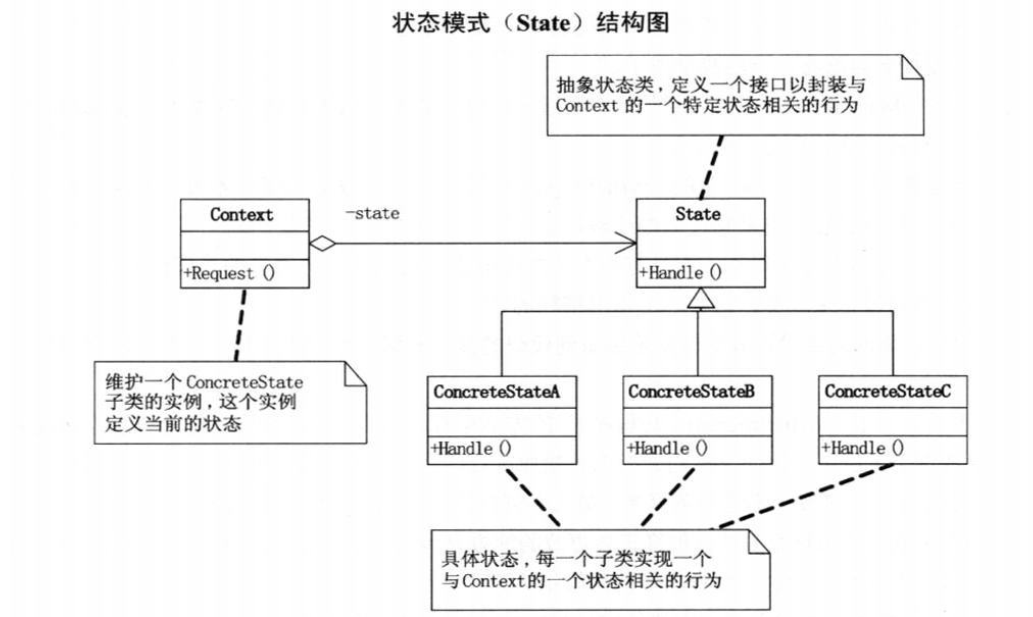 状态模式（State）结构图
抽象状态类，定义一个接口以封装与
Context 的一个特定状态相关的行为
Context
-state
State
+Request ()
+Handle ()
维护一个 ConcreteState
子类的实例，这个实例
定义当前的状态
ConcreteStateA
ConcreteStateB
ConcreteStateC
+Handle ()
+Handle ()
+Handle ()
具体状态，每一个子类实现一个
与Context的一个状态相关的行为